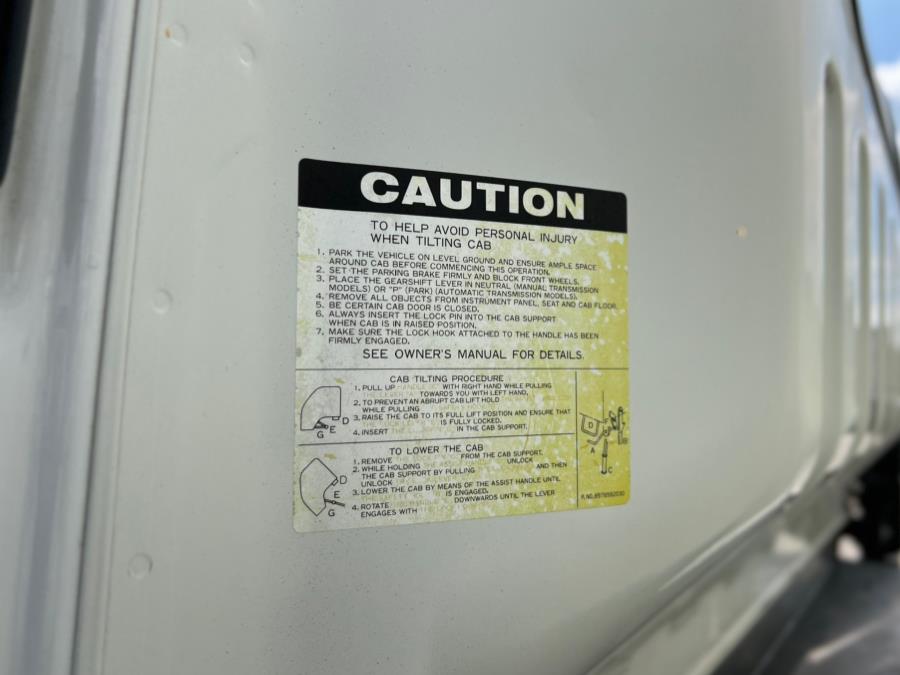 CAUTION
TO HELP AVOID PERSONAL INJURY
WHEN TILTING CAB
1. PARK THE VEHICLE ON LEVEL GROUND AND ENSURE AMPLE SPACE
AROUND CAB BEFORE COMMENCING THIS OPERATION.
2. SET THE PARKING BRAKE FIRMLY AND BLOCK FRONT WHEELS.
3. PLACE THE GEARSHIFT LEVER IN NEUTRAL (MANUAL TRANSMISSION
MODELS) OR "P" (PARK) (AUTOMATIC TRANSMISSION MODELS).
4. REMOVE ALL OBJECTS FROM INSTRUMENT PANEL, SEAT AND CAB FLOOR.
5. BE CERTAIN CAB DOOR IS CLOSED.
6. ALWAYS INSERT THE LOCK PIN INTO THE CAB SUPPORT
WHEN CAB IS IN RAISED POSITION.
7. MAKE SURE THE LOCK HOOK ATTACHED TO THE HANDLE HAS BEEN
FIRMLY ENGAGED.
SEE OWNER'S MANUAL FOR DETAILS.
CAB TILTING PROCEDURE
1. PULL UP WITH RIGHT HAND WHILE PULLING
TOWARDS YOU WITH LEFT HAND.
2. TO PREVENT AN ABRUPT CAB LIFT HOLD
WHILE PULLING
3. RAISE THE CAB TO ITS FULL LIFT POSITION AND ENSURE THAT
IS FULLY LOCKED.
4. INSERT IN THE CAB SUPPORT.
D
E
G
TO LOWER THE CAB
1. REMOVE FROM THE CAB SUPPORT.
2. WHILE HOLDING UNLOCK
THE CAB SUPPORT BY PULLING AND THEN
UNLOCK
3. LOWER THE CAB BY MEANS OF THE ASSIST HANDLE UNTIL
IS ENGAGED.
4. ROTATE DOWNWARDS UNTIL THE LEVER
ENGAGES WITH
D
E
G
A
C